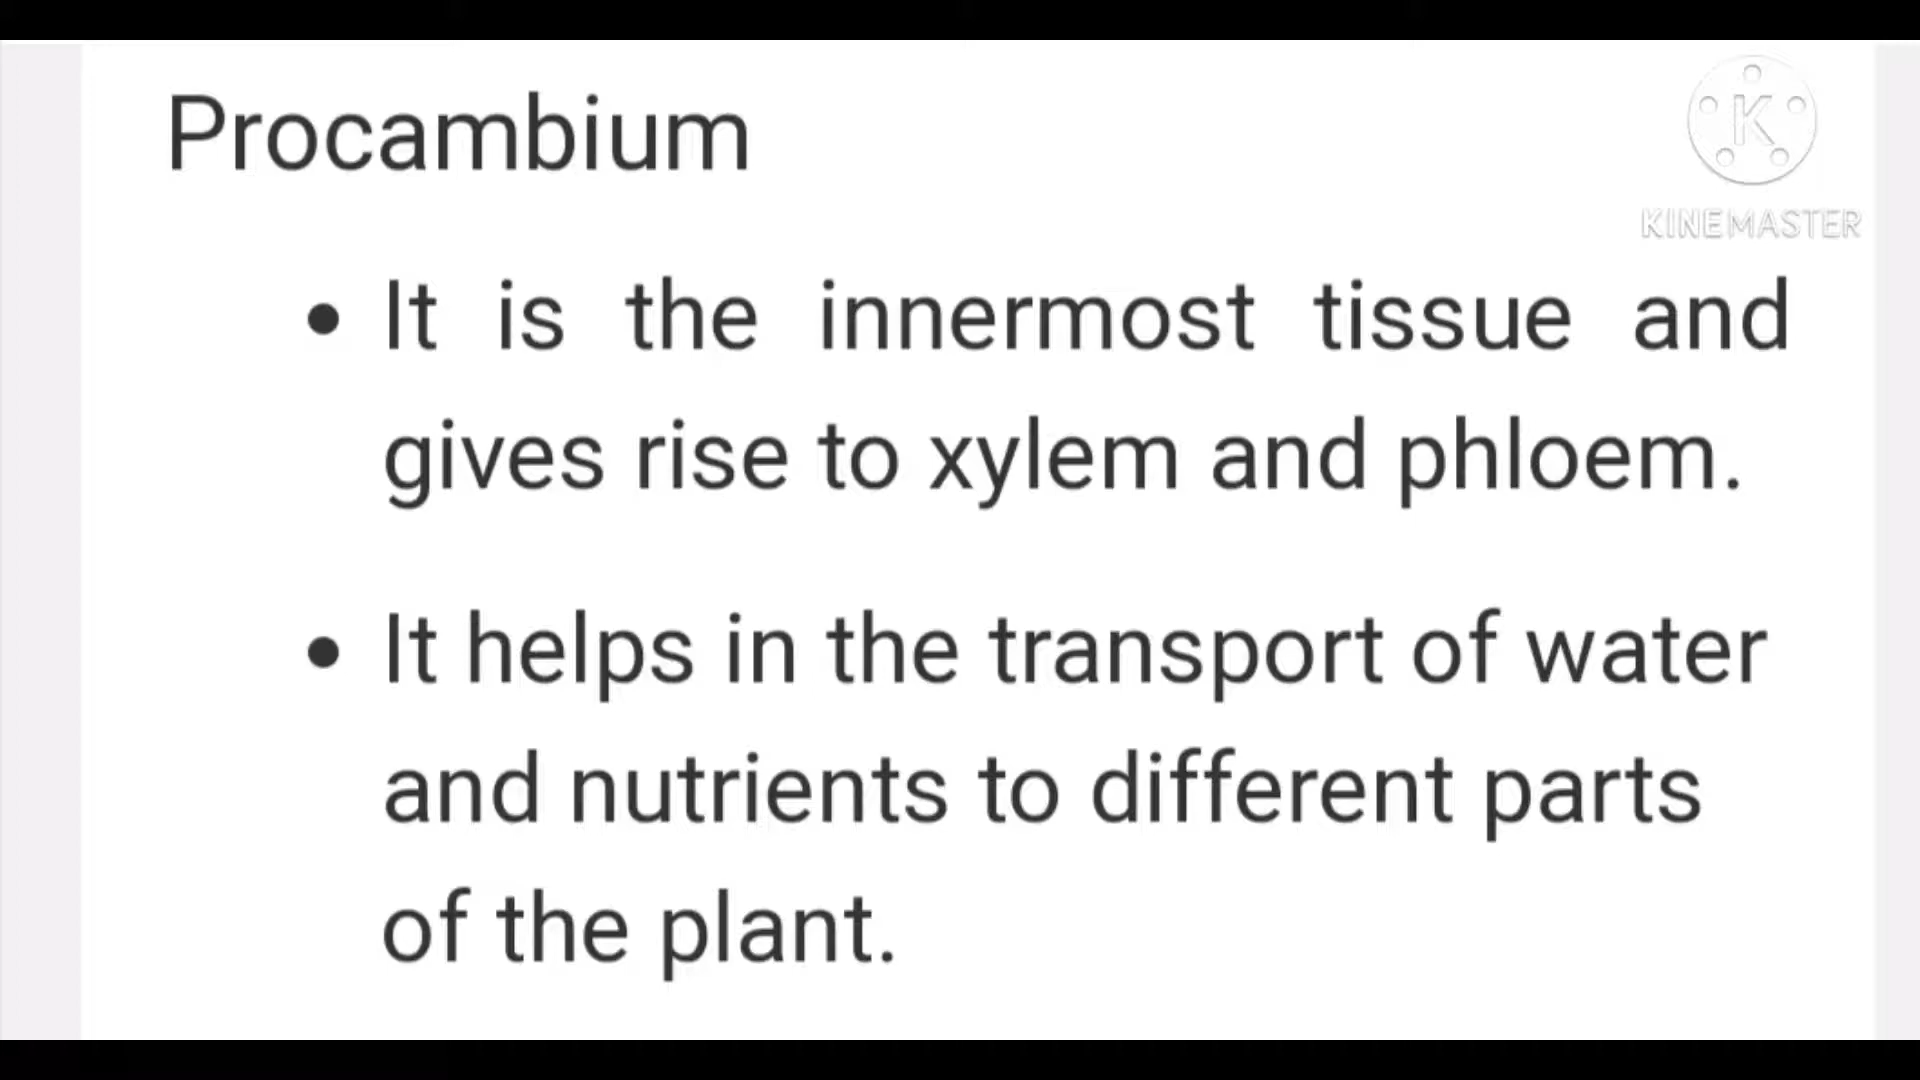 Procambium
K
KINEMASTER
• It is the innermost tissue and
gives rise to xylem and phloem.
• It helps in the transport of water
and nutrients to different parts
of the plant.